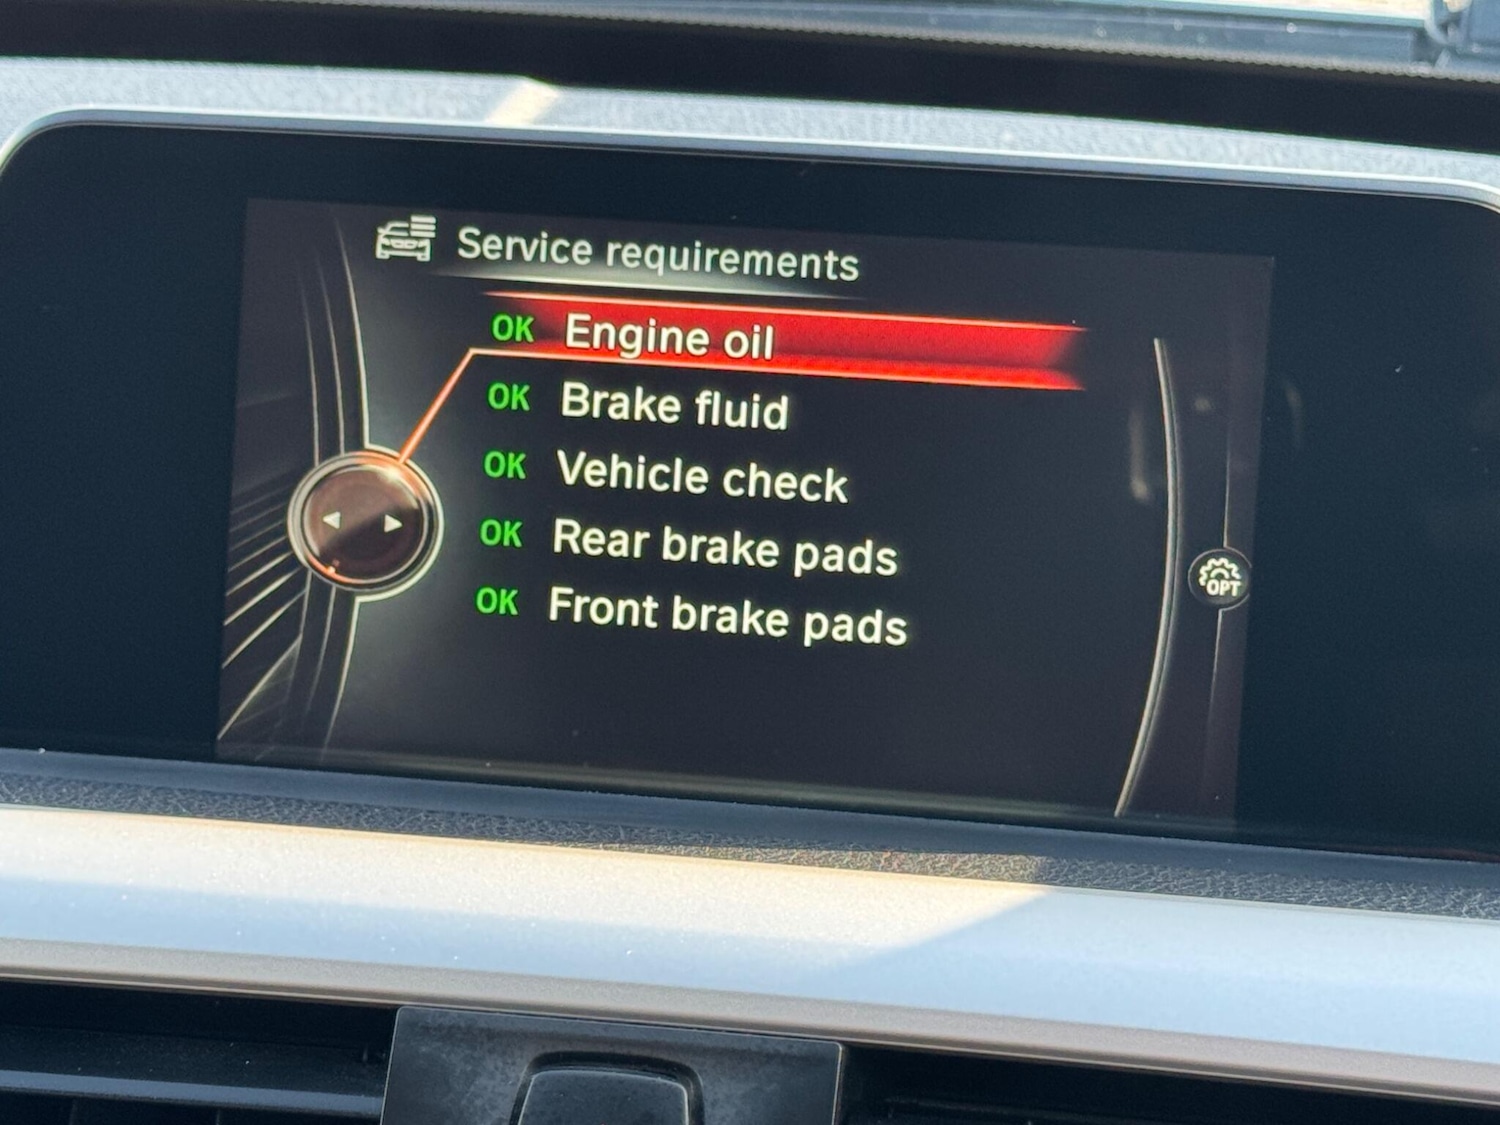 Service requirements
OK Engine oil
OK Brake fluid
OK Vehicle check
OK Rear brake pads
OK Front brake pads
OPT